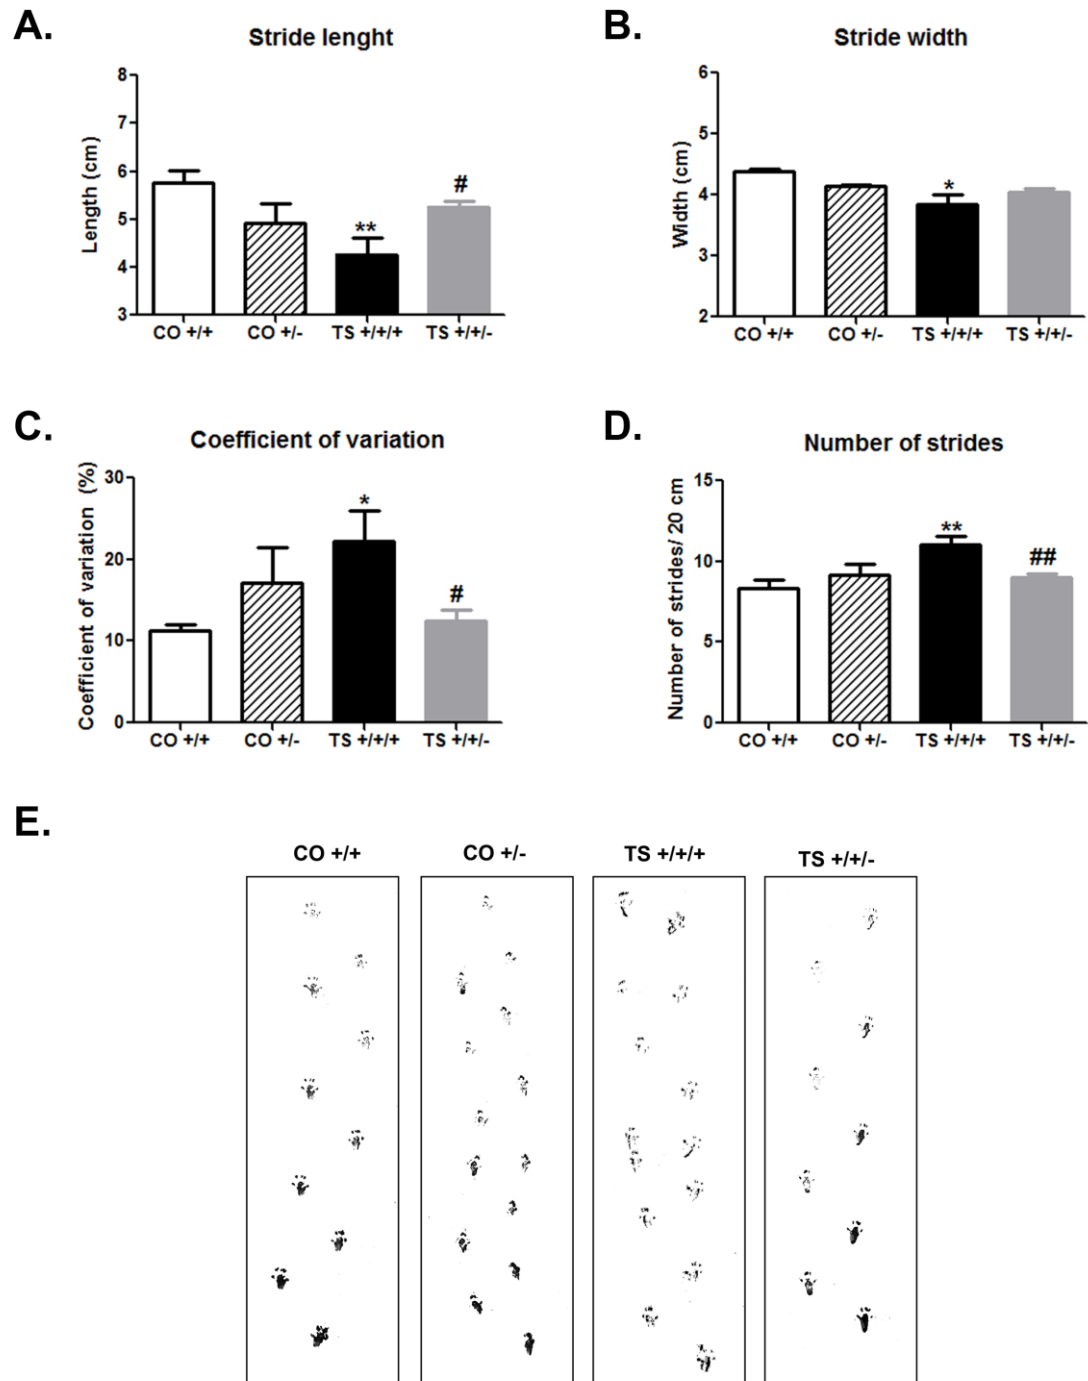 A.
Stride lenght
Length (cm)
8
7
6
5
4
3
**
#
CO +/+ CO +/- TS +/+/+ TS +/+/-
B.
Stride width
Width (cm)
6
5
4
3
2
*
CO +/+ CO +/- TS +/+/+ TS +/+/-
C.
Coefficient of variation
Coefficient of variation (%)
30
20
10
0
*
#
CO +/+ CO +/- TS +/+/+ TS +/+/-
D.
Number of strides
Number of strides/ 20 cm
15
10
5
0
**
##
CO +/+ CO +/- TS +/+/+ TS +/+/-
E.
CO +/+ CO +/- TS +/+/+ TS +/+/-